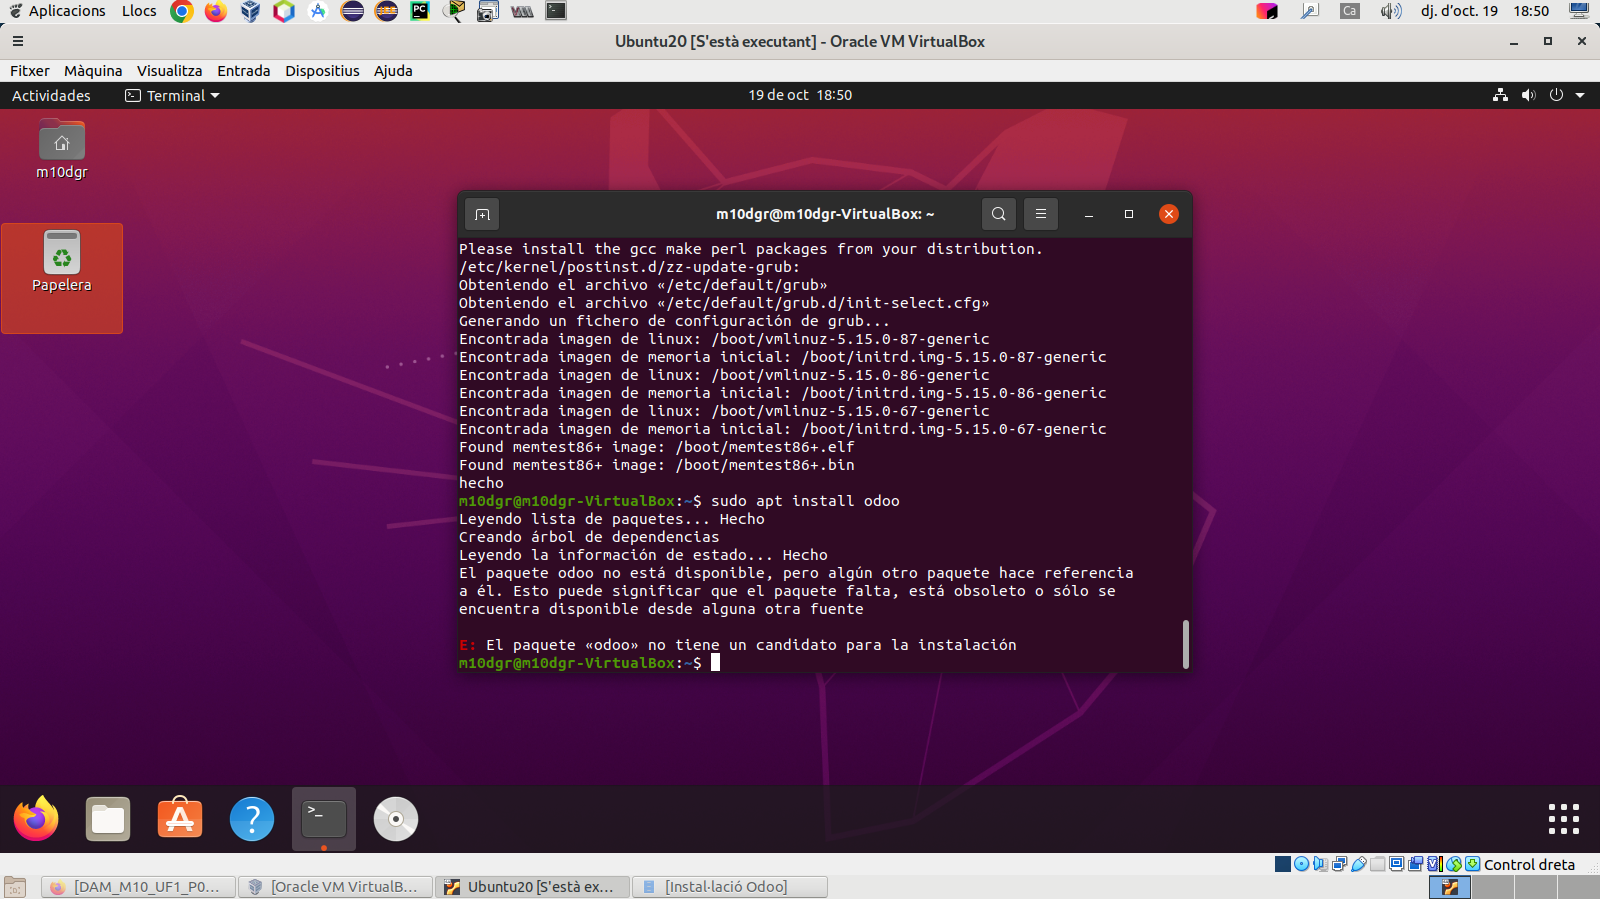 Aplicacions Llocs Ca dj. d'oct. 19 18:50
Ubuntu20 [S'està executant] - Oracle VM VirtualBox
Fitxer Màquina Visualitza Entrada Dispositius Ajuda
Actividades Terminal 19 de oct 18:50
m10dgr
Papelera
m10dgr@m10dgr-VirtualBox: ~
Please install the gcc make perl packages from your distribution.
/etc/kernel/postinst.d/zz-update-grub:
Obteniendo el archivo «/etc/default/grub»
Obteniendo el archivo «/etc/default/grub.d/init-select.cfg»
Generando un fichero de configuración de grub...
Encontrada imagen de linux: /boot/vmlinuz-5.15.0-87-generic
Encontrada imagen de memoria inicial: /boot/initrd.img-5.15.0-87-generic
Encontrada imagen de linux: /boot/vmlinuz-5.15.0-86-generic
Encontrada imagen de memoria inicial: /boot/initrd.img-5.15.0-86-generic
Encontrada imagen de linux: /boot/vmlinuz-5.15.0-67-generic
Encontrada imagen de memoria inicial: /boot/initrd.img-5.15.0-67-generic
Found memtest86+ image: /boot/memtest86+.elf
Found memtest86+ image: /boot/memtest86+.bin
hecho
m10dgr@m10dgr-VirtualBox:~$ sudo apt install odoo
Leyendo lista de paquetes... Hecho
Creando árbol de dependencias
Leyendo la información de estado... Hecho
El paquete odoo no está disponible, pero algún otro paquete hace referencia
a él. Esto puede significar que el paquete falta, está obsoleto o sólo se
encuentra disponible desde alguna otra fuente
E: El paquete «odoo» no tiene un candidato para la instalación
m10dgr@m10dgr-VirtualBox:~$
Control dreta
[DAM_M10_UF1_P0... [Oracle VM VirtualB... Ubuntu20 [S'està ex... [Instal·lació Odoo]